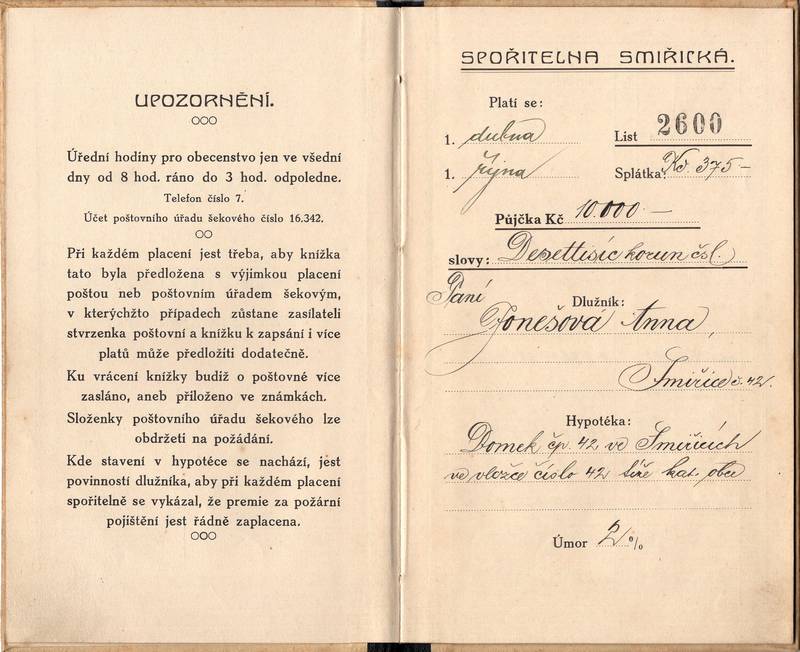 UPOZORNĚNÍ.
Úřední hodiny pro obecenstvo jen ve všední
dny od 8 hod. ráno do 3 hod. odpoledne.
Telefon číslo 7.
Účet poštovního úřadu šekového číslo 16.342.
Při každém placení jest třeba, aby knížka
tato byla předložena s výjimkou placení
poštou neb poštovním úřadem šekovým,
v kterýchžto případech zůstane zasílateli
stvrzenka poštovní a knížku k zapsání i více
platů může předložiti dodatečně.
Ku vrácení knížky budiž o poštovné více
zasláno, aneb přiloženo ve známkách.
Složenky poštovního úřadu šekového lze
obdržeti na požádání.
Kde stavení v hypotéce se nachází, jest
povinností dlužníka, aby při každém placení
spořitelně se vykázal, že premie za požární
pojištění jest řádně zaplacena.
SPOŘITELNA SMIŘICKÁ.
Platí se:
1. dubna
List 2600
1. října
Splátka: Kč 375-
Půjčka Kč 10.000-
slovy: Desettisíc korun čsl.
Paní
Dlužník:
Jonešová Anna,
Smiřice č. 42.
Hypotéka:
Domek čp. 42 ve Smiřicích
ve vložce číslo 42 téže kat. obce
Úmor 2%